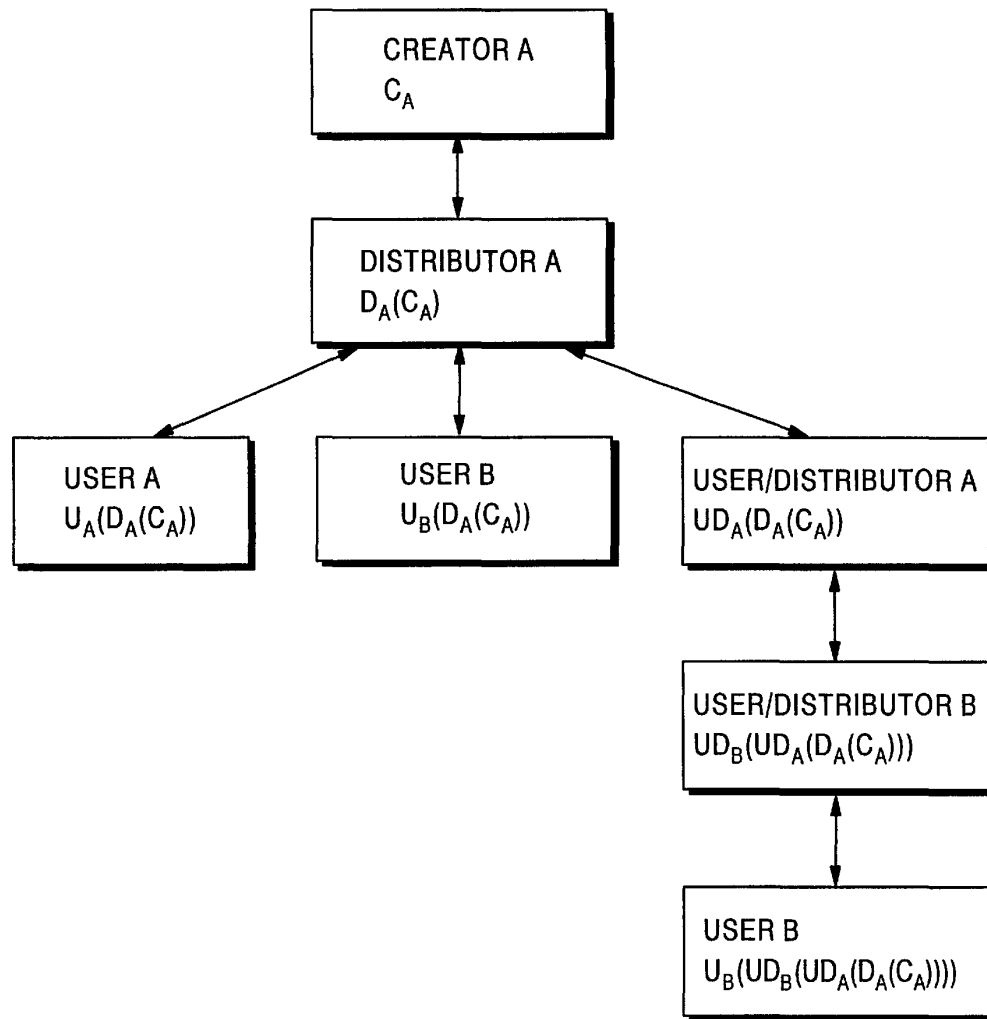 CREATOR A
C_A
DISTRIBUTOR A
D_A(C_A)
USER A
U_A(D_A(C_A))
USER B
U_B(D_A(C_A))
USER/DISTRIBUTOR A
UD_A(D_A(C_A))
USER/DISTRIBUTOR B
UD_B(UD_A(D_A(C_A)))
USER B
U_B(UD_B(UD_A(D_A(C_A))))